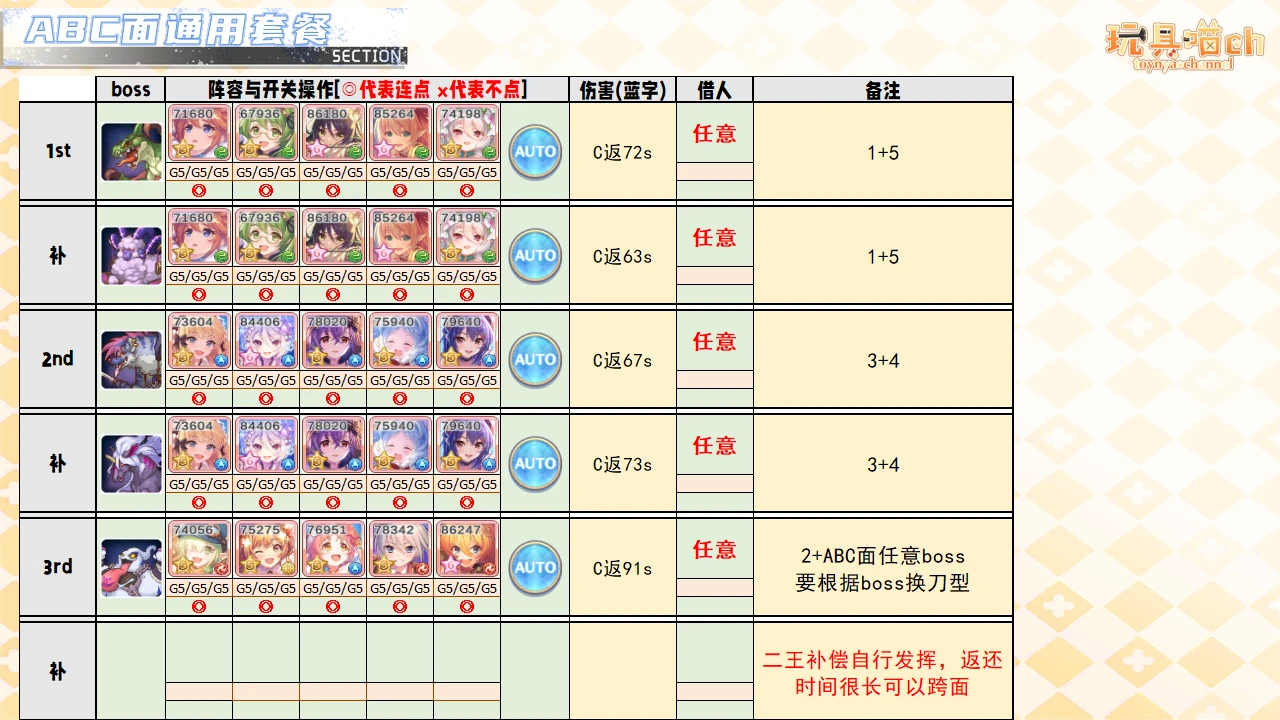 ABC面通用套餐
SECTION
玩具喵ch
toynya-channel
boss 阵容与开关操作[◎代表连点 ×代表不点] 伤害(蓝字) 借人 备注
1st 71680 67936 86180 85264 74198 AUTO C返72s 任意 1+5
G5/G5/G5 G5/G5/G5 G5/G5/G5 G5/G5/G5 G5/G5/G5
补 71680 67936 86180 85264 74198 AUTO C返63s 任意 1+5
G5/G5/G5 G5/G5/G5 G5/G5/G5 G5/G5/G5 G5/G5/G5
2nd 73604 84406 78020 75940 79640 AUTO C返67s 任意 3+4
G5/G5/G5 G5/G5/G5 G5/G5/G5 G5/G5/G5 G5/G5/G5
补 73604 84406 78020 75940 79640 AUTO C返73s 任意 3+4
G5/G5/G5 G5/G5/G5 G5/G5/G5 G5/G5/G5 G5/G5/G5
3rd 74056 75275 76951 78342 86247 AUTO C返91s 任意 2+ABC面任意boss
要根据boss换刀型
G5/G5/G5 G5/G5/G5 G5/G5/G5 G5/G5/G5 G5/G5/G5
补 二王补偿自行发挥，返还
时间很长可以跨面